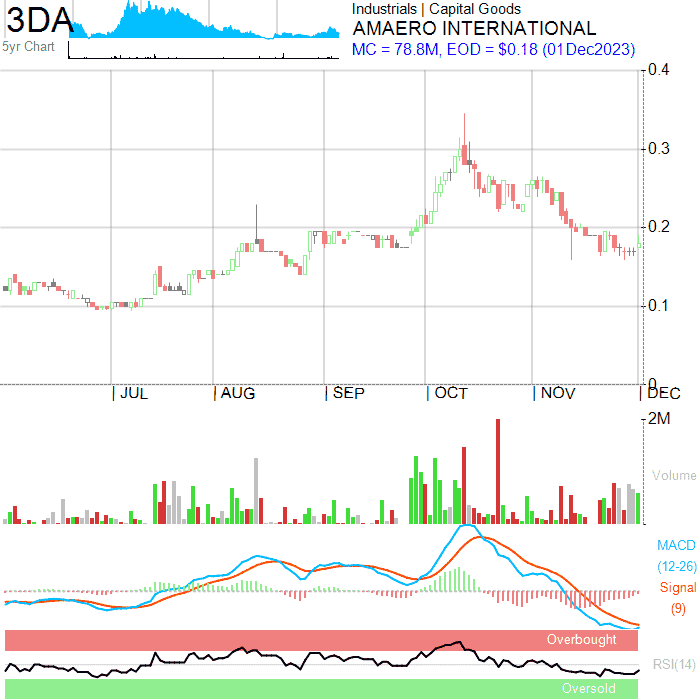 3DA
5yr Chart
Industrials | Capital Goods
AMAERO INTERNATIONAL
MC = 78.8M, EOD = $0.18 (01Dec2023)
0.4
0.3
0.2
0.1
0
| JUL | AUG | SEP | OCT | NOV | DEC
2M
Volume
MACD
(12-26)
Signal
(9)
Overbought
RSI(14)
Oversold